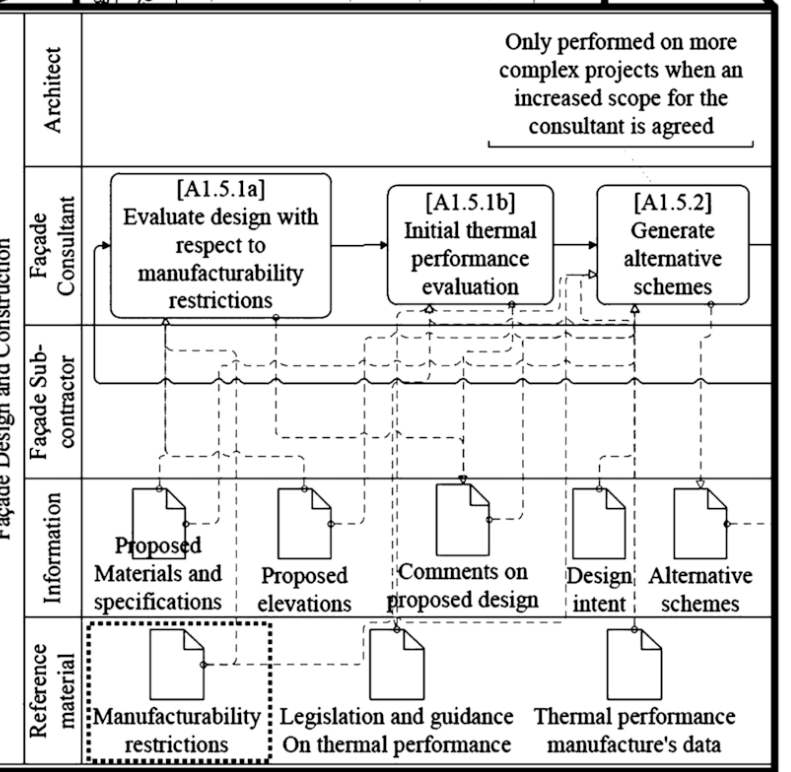 Façade Design and Construction
Architect
Only performed on more
complex projects when an
increased scope for the
consultant is agreed
Façade
Consultant
[A1.5.1a]
Evaluate design with
respect to
manufacturability
restrictions
[A1.5.1b]
Initial thermal
performance
evaluation
[A1.5.2]
Generate
alternative
schemes
Façade Sub-
contractor
Information
Proposed
Materials and
specifications
Proposed
elevations
Comments on
proposed design
Design
intent
Alternative
schemes
Reference
material
Manufacturability
restrictions
Legislation and guidance
On thermal performance
Thermal performance
manufacture's data